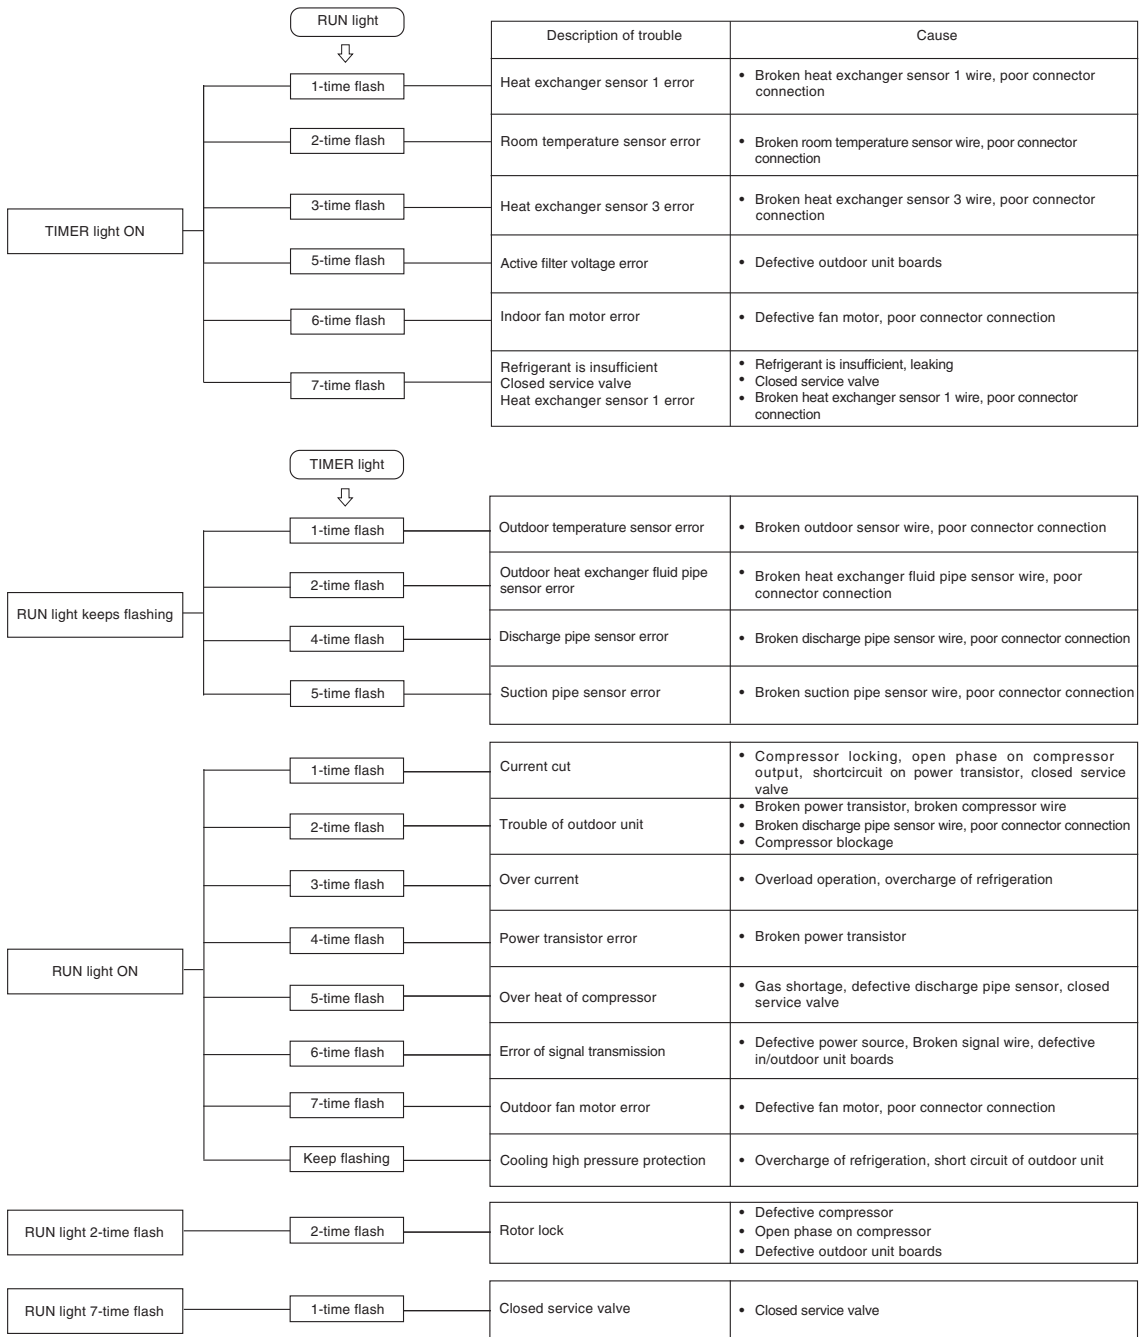 RUN light
Description of trouble
Cause
TIMER light ON
1-time flash
Heat exchanger sensor 1 error
• Broken heat exchanger sensor 1 wire, poor connector
connection
2-time flash
Room temperature sensor error
• Broken room temperature sensor wire, poor connector
connection
3-time flash
Heat exchanger sensor 3 error
• Broken heat exchanger sensor 3 wire, poor connector
connection
5-time flash
Active filter voltage error
• Defective outdoor unit boards
6-time flash
Indoor fan motor error
• Defective fan motor, poor connector connection
7-time flash
Refrigerant is insufficient
Closed service valve
Heat exchanger sensor 1 error
• Refrigerant is insufficient, leaking
• Closed service valve
• Broken heat exchanger sensor 1 wire, poor connector
connection
TIMER light
RUN light keeps flashing
1-time flash
Outdoor temperature sensor error
• Broken outdoor sensor wire, poor connector connection
2-time flash
Outdoor heat exchanger fluid pipe
sensor error
• Broken heat exchanger fluid pipe sensor wire, poor
connector connection
4-time flash
Discharge pipe sensor error
• Broken discharge pipe sensor wire, poor connector connection
5-time flash
Suction pipe sensor error
• Broken suction pipe sensor wire, poor connector connection
RUN light ON
1-time flash
Current cut
• Compressor locking, open phase on compressor
output, shortcircuit on power transistor, closed service
valve
2-time flash
Trouble of outdoor unit
• Broken power transistor, broken compressor wire
• Broken discharge pipe sensor wire, poor connector connection
• Compressor blockage
3-time flash
Over current
• Overload operation, overcharge of refrigeration
4-time flash
Power transistor error
• Broken power transistor
5-time flash
Over heat of compressor
• Gas shortage, defective discharge pipe sensor, closed
service valve
6-time flash
Error of signal transmission
• Defective power source, Broken signal wire, defective
in/outdoor unit boards
7-time flash
Outdoor fan motor error
• Defective fan motor, poor connector connection
Keep flashing
Cooling high pressure protection
• Overcharge of refrigeration, short circuit of outdoor unit
RUN light 2-time flash
2-time flash
Rotor lock
• Defective compressor
• Open phase on compressor
• Defective outdoor unit boards
RUN light 7-time flash
1-time flash
Closed service valve
• Closed service valve